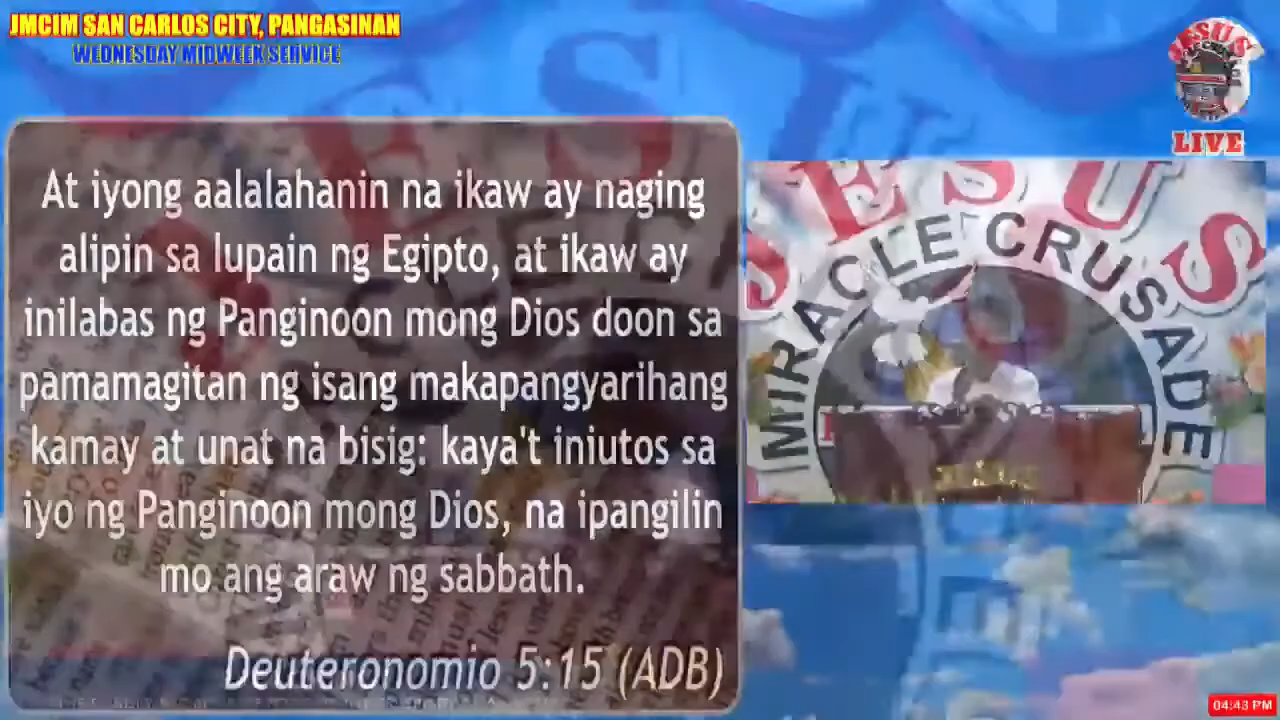 JMCIM SAN CARLOS CITY, PANGASINAN
WEDNESDAY MIDWEEK SERVICE
JESUS
LIVE
At iyong aalalahanin na ikaw ay naging
alipin sa lupain ng Egipto, at ikaw ay
inilabas ng Panginoon mong Dios doon sa
pamamagitan ng isang makapangyarihang
kamay at unat na bisig: kaya't iniutos sa
iyo ng Panginoon mong Dios, na ipangilin
mo ang araw ng sabbath.
Deuteronomio 5:15 (ADB)
JESUS
MIRACLE CRUSADE
04:43 PM